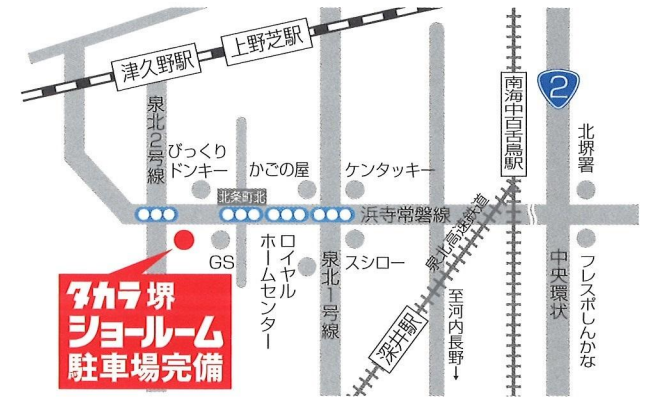 津久野駅
上野芝駅
泉北2号線
びっくり
ドンキー
北条町北
かごの屋
ケンタッキー
南海中百舌鳥駅
2
北堺署
浜寺常磐線
GS
ロイヤル
ホームセンター
泉北1号線
スシロー
泉北高速鉄道
深井駅
至河内長野→
中央環状
フレスポしんかな
タカラ堺
ショールーム
駐車場完備